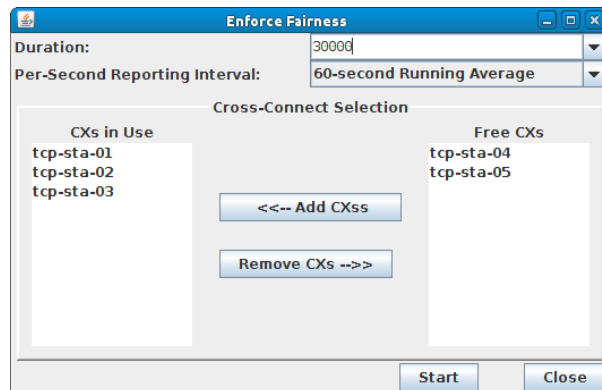 Enforce Fairness
Duration: 30000
Per-Second Reporting Interval: 60-second Running Average
Cross-Connect Selection
CXs in Use
tcp-sta-01
tcp-sta-02
tcp-sta-03
<<-- Add CXss
Remove CXs -->>
Free CXs
tcp-sta-04
tcp-sta-05
Start Close